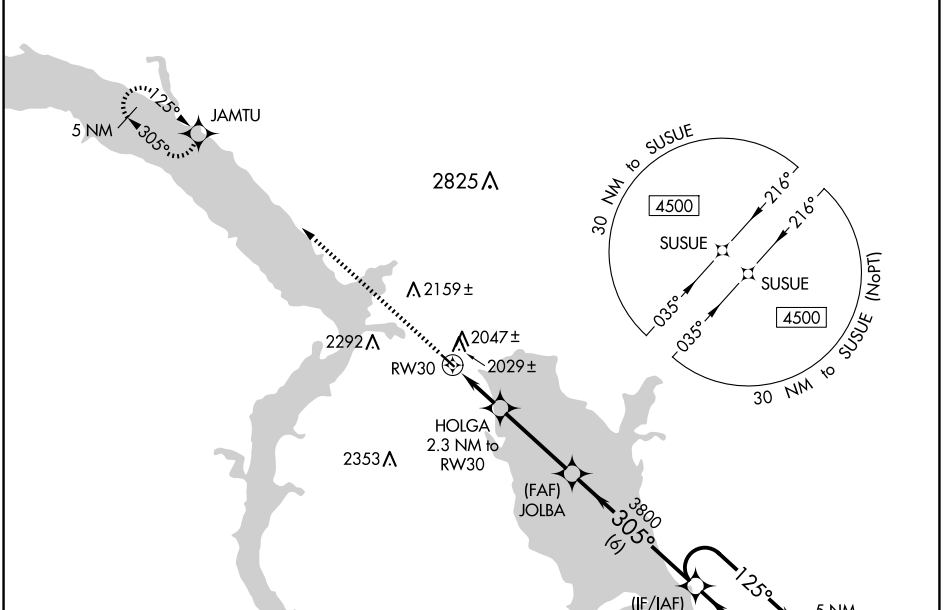 JAMTU
125°
305°
5 NM
2825
30 NM to SUSUE
4500
216°
SUSUE
035°
216°
SUSUE
035°
4500
30 NM to SUSUE (NoPT)
2159±
2292
2047±
2029±
RW30
HOLGA
2.3 NM to
RW30
2353
(FAF)
JOLBA
3800
305°
(6)
125°
(IF/IAF)
5 NM